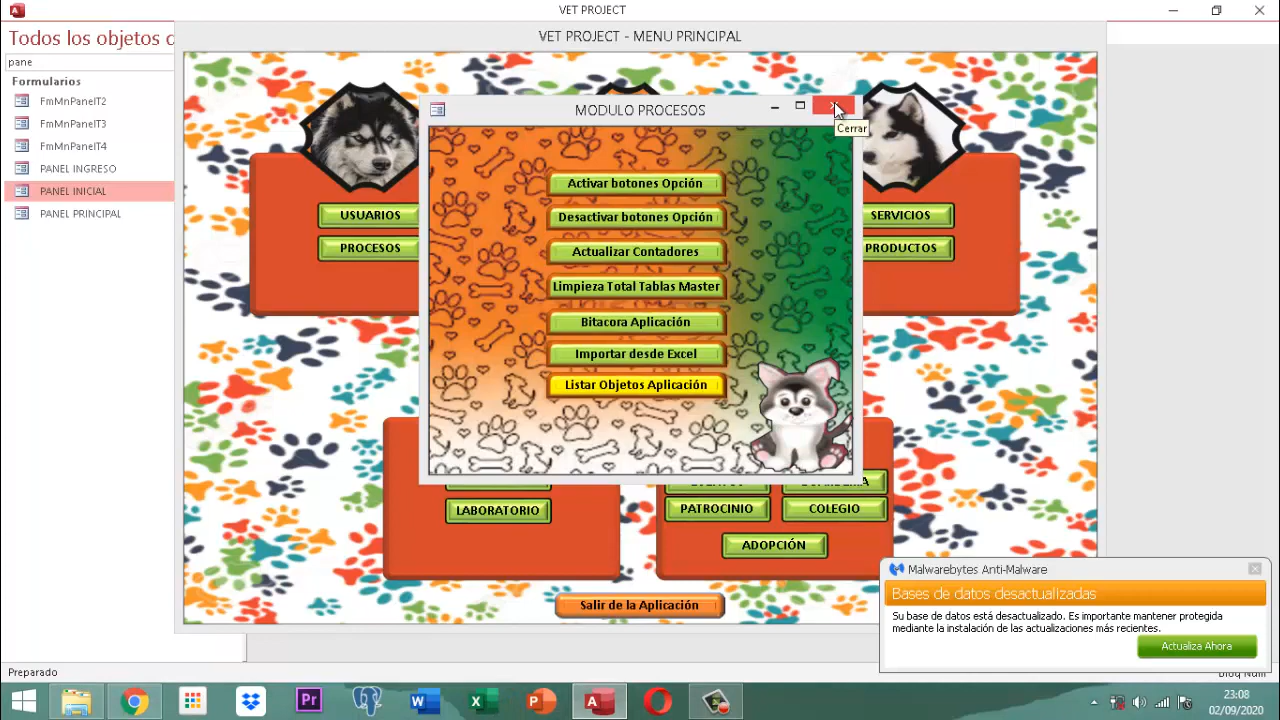 VET PROJECT
Todos los objetos d
VET PROJECT - MENU PRINCIPAL
pane
Formularios
FmMnPanelT2
FmMnPanelT3
FmMnPanelT4
PANEL INGRESO
PANEL INICIAL
PANEL PRINCIPAL
MODULO PROCESOS
Cerrar
Activar botones Opción
Desactivar botones Opción
Actualizar Contadores
Limpieza Total Tablas Master
Bitacora Aplicación
Importar desde Excel
Listar Objetos Aplicación
USUARIOS
PROCESOS
SERVICIOS
PRODUCTOS
LABORATORIO
PATROCINIO
COLEGIO
ADOPCIÓN
Salir de la Aplicación
Malwarebytes Anti-Malware
Bases de datos desactualizadas
Su base de datos está desactualizado. Es importante mantener protegida
mediante la instalación de las actualizaciones más recientes.
Actualiza Ahora
Preparado
Bloq Núm
Pr
W
X
P
A
23:08
02/09/2020